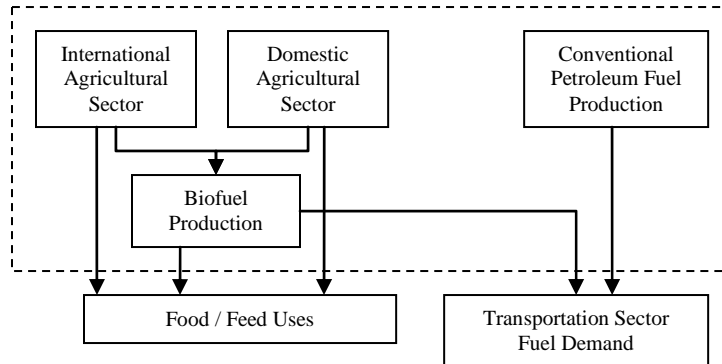 International
Agricultural
Sector
Domestic
Agricultural
Sector
Conventional
Petroleum Fuel
Production
Biofuel
Production
Food / Feed Uses
Transportation Sector
Fuel Demand